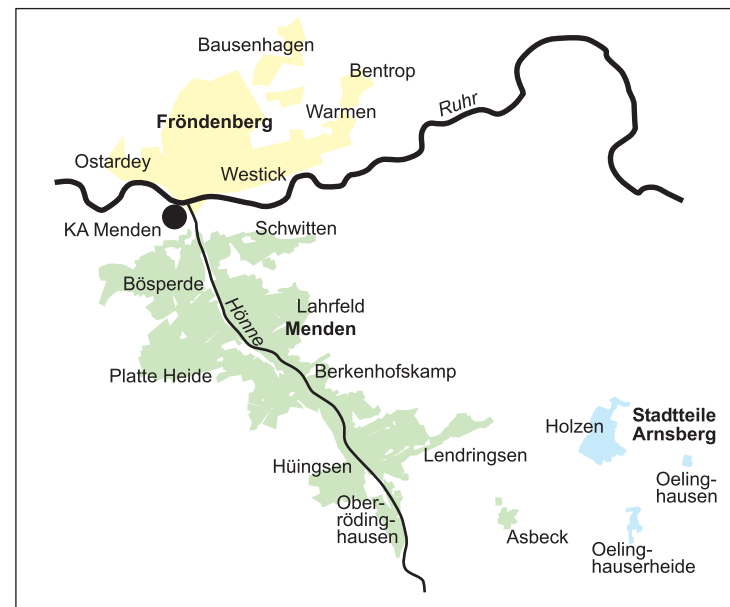 Bausenhagen
Bentrop
Ruhr
Warmen
Fröndenberg
Ostardey
Westick
KA Menden
Schwitten
Bösperde
Hönne
Lahrfeld
Menden
Platte Heide
Berkenhofskamp
Holzen
Stadtteile
Arnsberg
Lendringsen
Hüingsen
Oeling-
hausen
Ober-
röding-
hausen
Asbeck
Oeling-
hauserheide